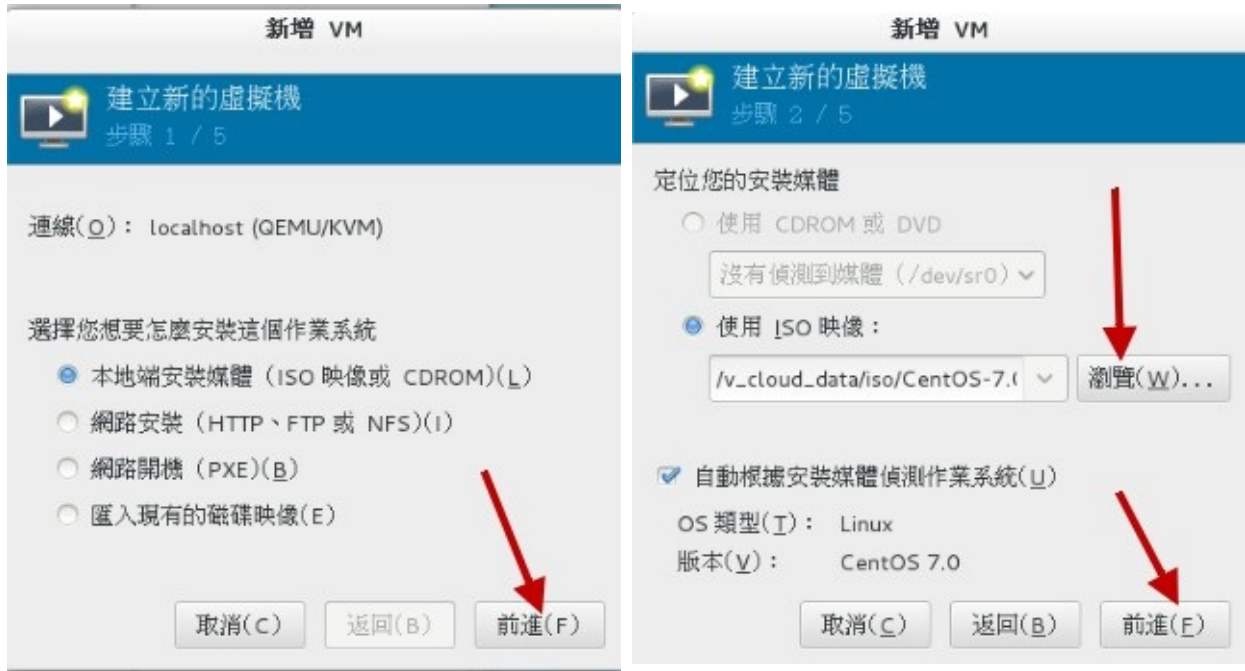 新增 VM
建立新的虛擬機
步驟 1 / 5
連線(O)： localhost (QEMU/KVM)
選擇您想要怎麼安裝這個作業系統
本地端安裝媒體（ISO 映像或 CDROM)(L)
網路安裝（HTTP、FTP 或 NFS)(I)
網路開機（PXE)(B)
匯入現有的磁碟映像(E)
取消(C)
返回(B)
前進(F)
新增 VM
建立新的虛擬機
步驟 2 / 5
定位您的安裝媒體
使用 CDROM 或 DVD
沒有偵測到媒體（/dev/sr0)
使用 ISO 映像：
/v_cloud_data/iso/CentOS-7.(
瀏覽(W)...
自動根據安裝媒體偵測作業系統(U)
OS 類型(T)： Linux
版本(V)： CentOS 7.0
取消(C)
返回(B)
前進(F)